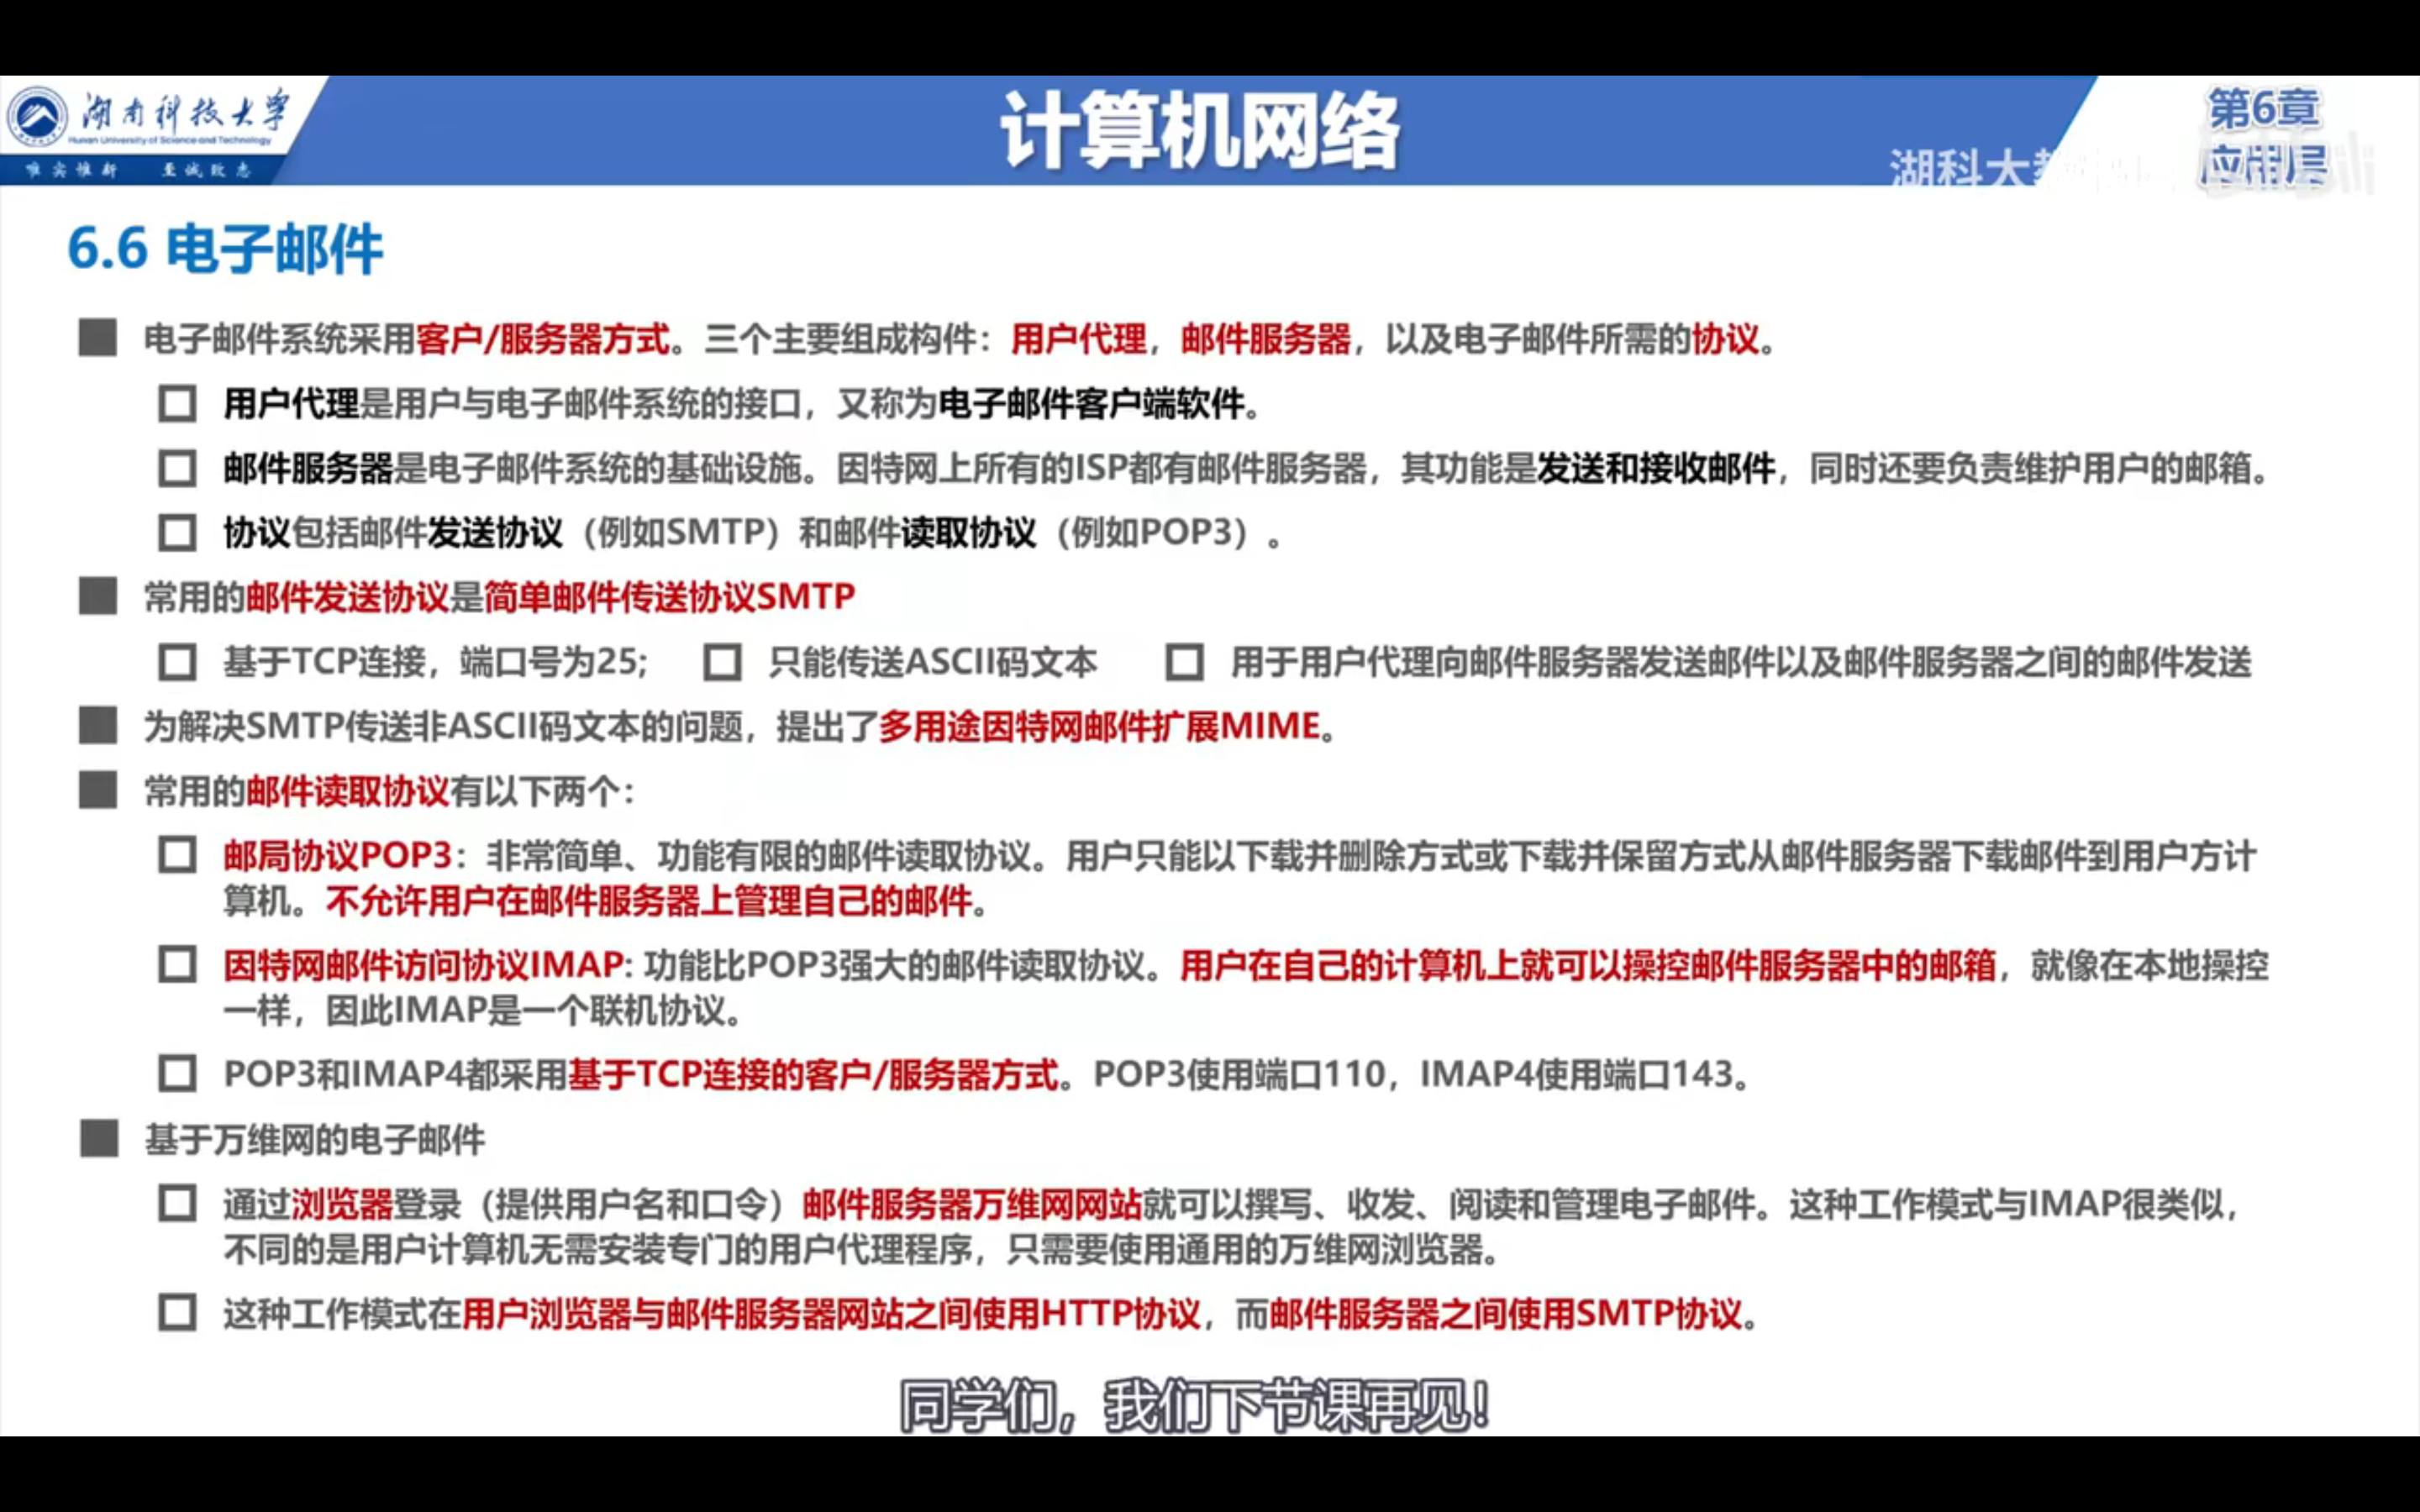 湖南科技大学
Hunan University of Science and Technology
唯实惟新 至诚致志
计算机网络
第6章
应用层
湖科大教
6.6 电子邮件
电子邮件系统采用客户/服务器方式。三个主要组成构件：用户代理，邮件服务器，以及电子邮件所需的协议。
用户代理是用户与电子邮件系统的接口，又称为电子邮件客户端软件。
邮件服务器是电子邮件系统的基础设施。因特网上所有的ISP都有邮件服务器，其功能是发送和接收邮件，同时还要负责维护用户的邮箱。
协议包括邮件发送协议（例如SMTP）和邮件读取协议（例如POP3）。
常用的邮件发送协议是简单邮件传送协议SMTP
基于TCP连接，端口号为25; 只能传送ASCII码文本 用于用户代理向邮件服务器发送邮件以及邮件服务器之间的邮件发送
为解决SMTP传送非ASCII码文本的问题，提出了多用途因特网邮件扩展MIME。
常用的邮件读取协议有以下两个：
邮局协议POP3：非常简单、功能有限的邮件读取协议。用户只能以下载并删除方式或下载并保留方式从邮件服务器下载邮件到用户方计
算机。不允许用户在邮件服务器上管理自己的邮件。
因特网邮件访问协议IMAP: 功能比POP3强大的邮件读取协议。用户在自己的计算机上就可以操控邮件服务器中的邮箱，就像在本地操控
一样，因此IMAP是一个联机协议。
POP3和IMAP4都采用基于TCP连接的客户/服务器方式。POP3使用端口110，IMAP4使用端口143。
基于万维网的电子邮件
通过浏览器登录（提供用户名和口令）邮件服务器万维网网站就可以撰写、收发、阅读和管理电子邮件。这种工作模式与IMAP很类似，
不同的是用户计算机无需安装专门的用户代理程序，只需要使用通用的万维网浏览器。
这种工作模式在用户浏览器与邮件服务器网站之间使用HTTP协议，而邮件服务器之间使用SMTP协议。
同学们，我们下节课再见！